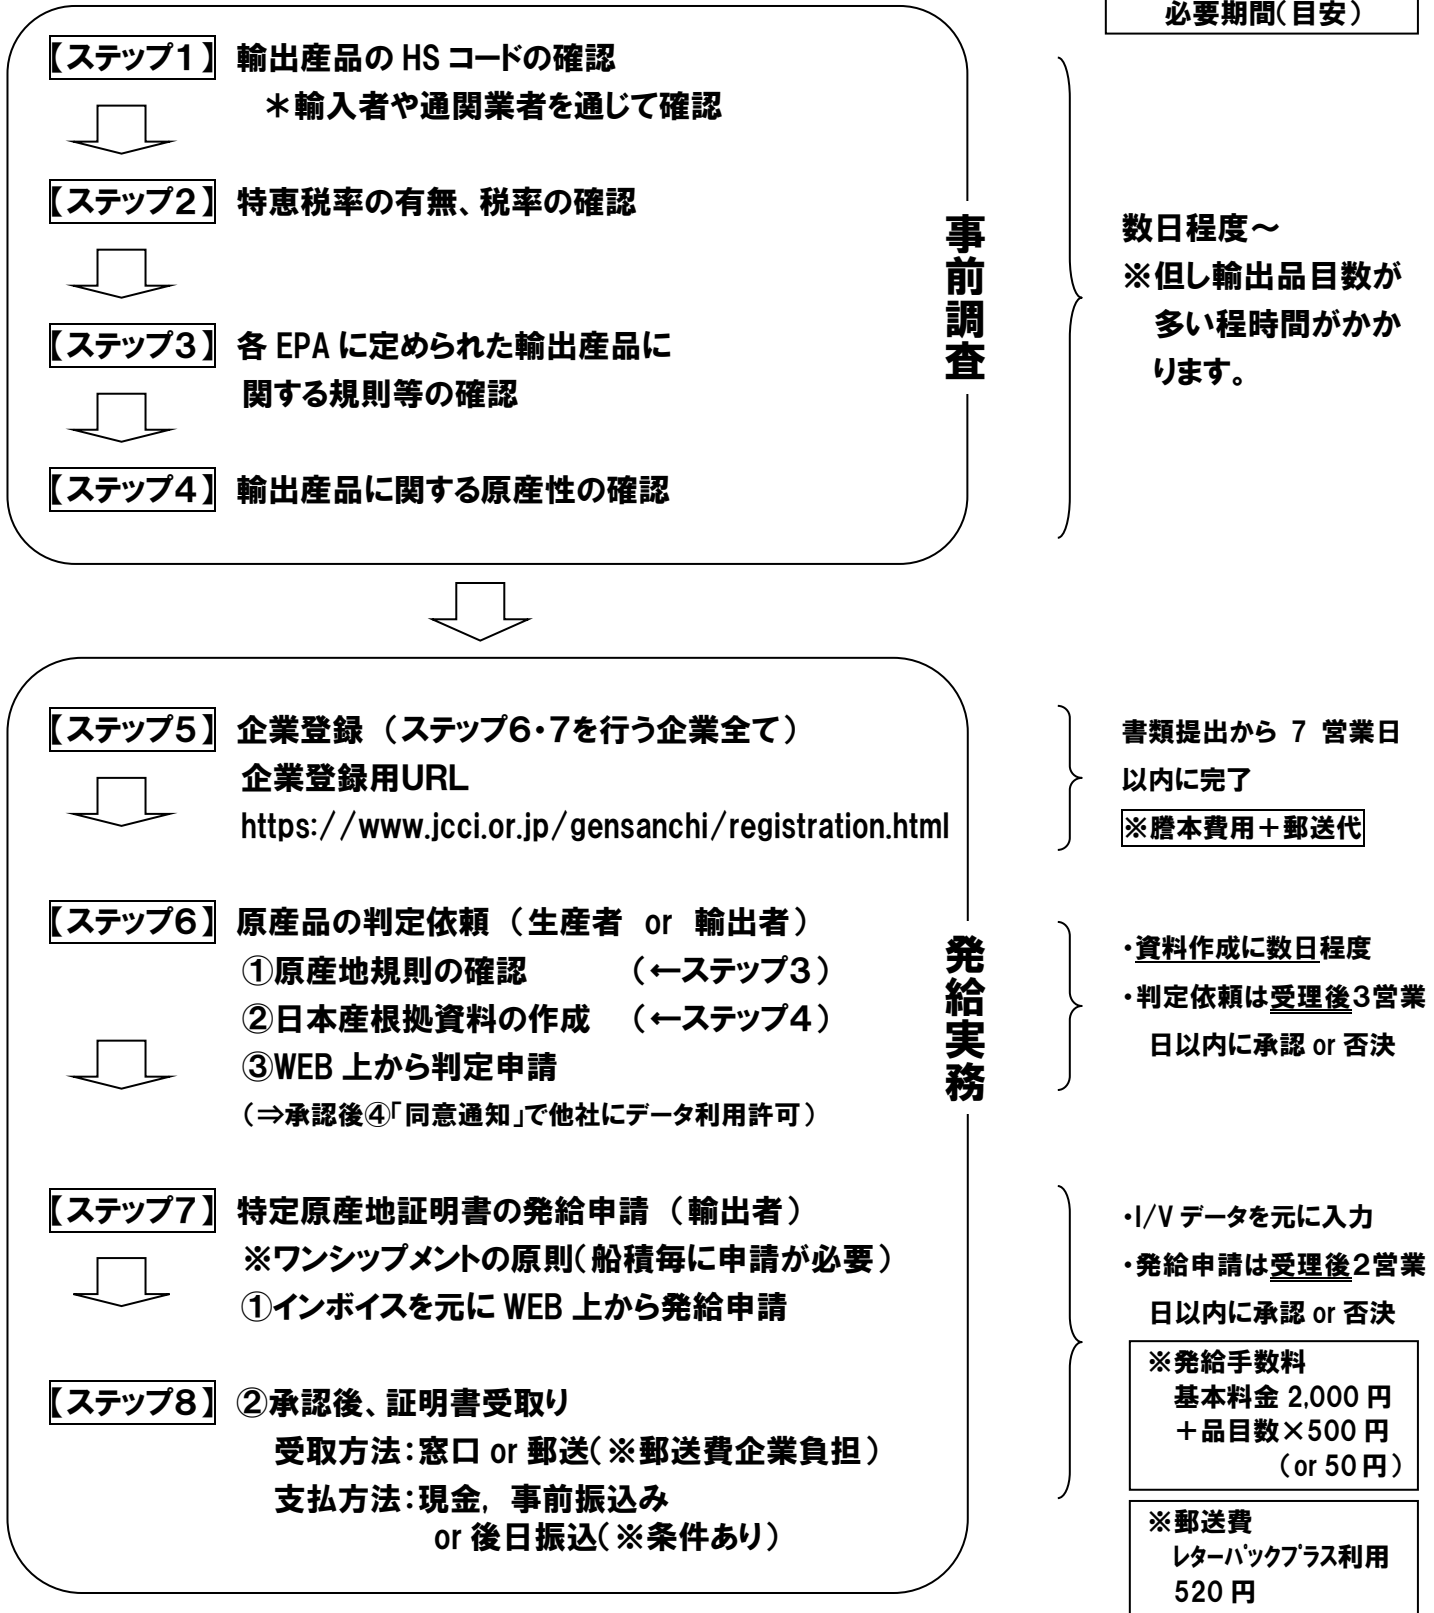 必要期間(目安)
【ステップ1】 輸出産品の HS コードの確認
＊輸入者や通関業者を通じて確認
【ステップ2】 特恵税率の有無、税率の確認
【ステップ3】 各 EPA に定められた輸出産品に
関する規則等の確認
【ステップ4】 輸出産品に関する原産性の確認
事前調査
数日程度～
※但し輸出品目数が
多い程時間がかか
ります。
【ステップ5】 企業登録 (ステップ6・7を行う企業全て)
企業登録用URL
https://www.jcci.or.jp/gensanchi/registration.html
書類提出から 7 営業日
以内に完了
※謄本費用＋郵送代
【ステップ6】 原産品の判定依頼 (生産者 or 輸出者)
①原産地規則の確認 (←ステップ3)
②日本産根拠資料の作成 (←ステップ4)
③WEB 上から判定申請
(⇒承認後④「同意通知」で他社にデータ利用許可)
発給実務
・資料作成に数日程度
・判定依頼は受理後3営業
日以内に承認 or 否決
【ステップ7】 特定原産地証明書の発給申請 (輸出者)
※ワンシップメントの原則(船積毎に申請が必要)
①インボイスを元に WEB 上から発給申請
・I/V データを元に入力
・発給申請は受理後2営業
日以内に承認 or 否決
※発給手数料
基本料金 2,000 円
＋品目数×500 円
(or 50 円)
【ステップ8】 ②承認後、証明書受取り
受取方法:窓口 or 郵送(※郵送費企業負担)
支払方法:現金, 事前振込み
or 後日振込(※条件あり)
※郵送費
レターパックプラス利用
520 円